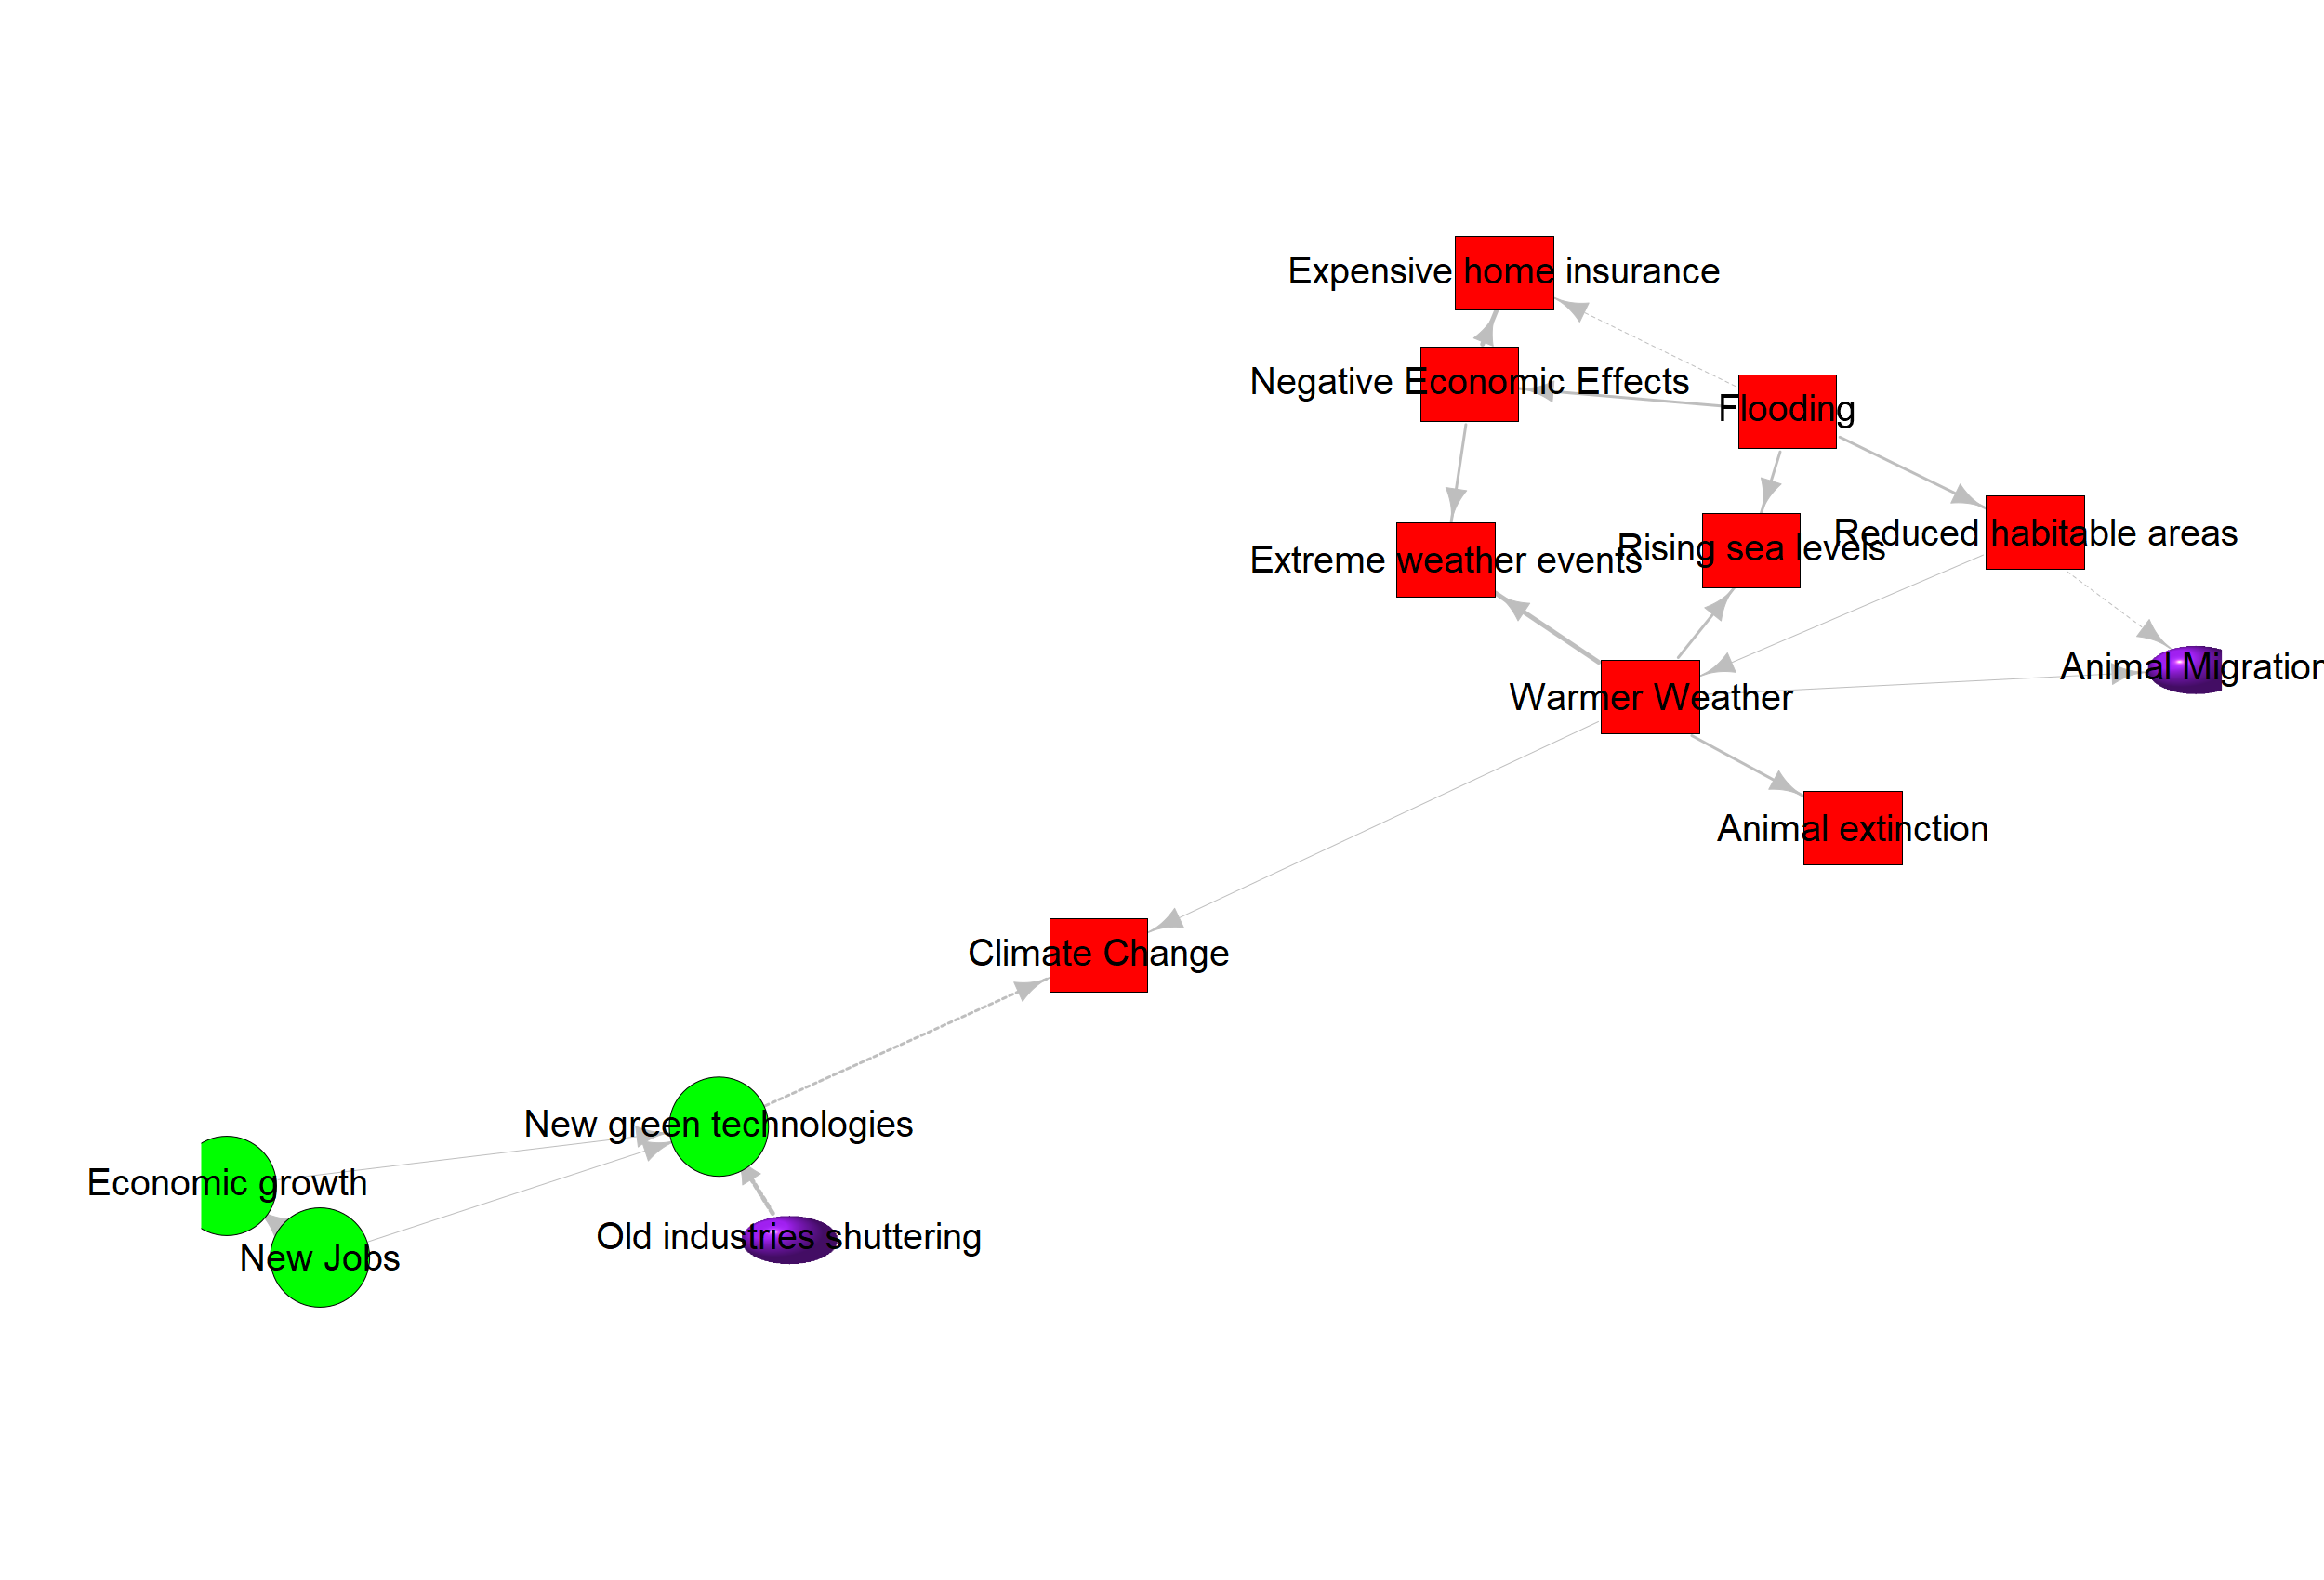 Expensive home insurance
Negative Economic Effects
Flooding
Reduced habitable areas
Rising sea levels
Extreme weather events
Animal Migration
Warmer Weather
Animal extinction
Climate Change
New green technologies
Economic growth
Old industries shuttering
New Jobs